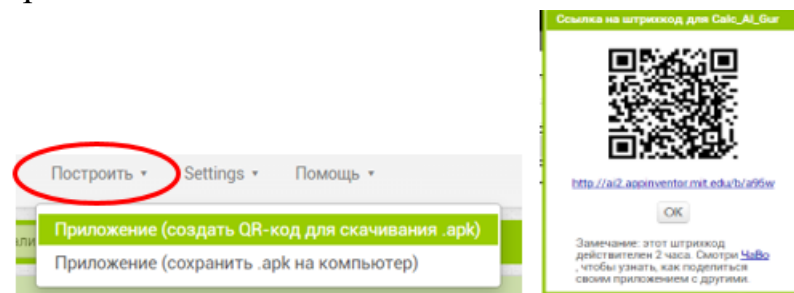 Построить ▾ Settings ▾ Помощь ▾
Приложение (создать QR-код для скачивания .apk)
Приложение (сохранить .apk на компьютер)
Ссылка на штрихкод для Calc_AI_Gur
http://ai2.appinventor.mit.edu/b/a95w
OK
Замечание: этот штрихкод
действителен 2 часа. Смотри ЧаВо
, чтобы узнать, как поделиться
своим приложением с другими.